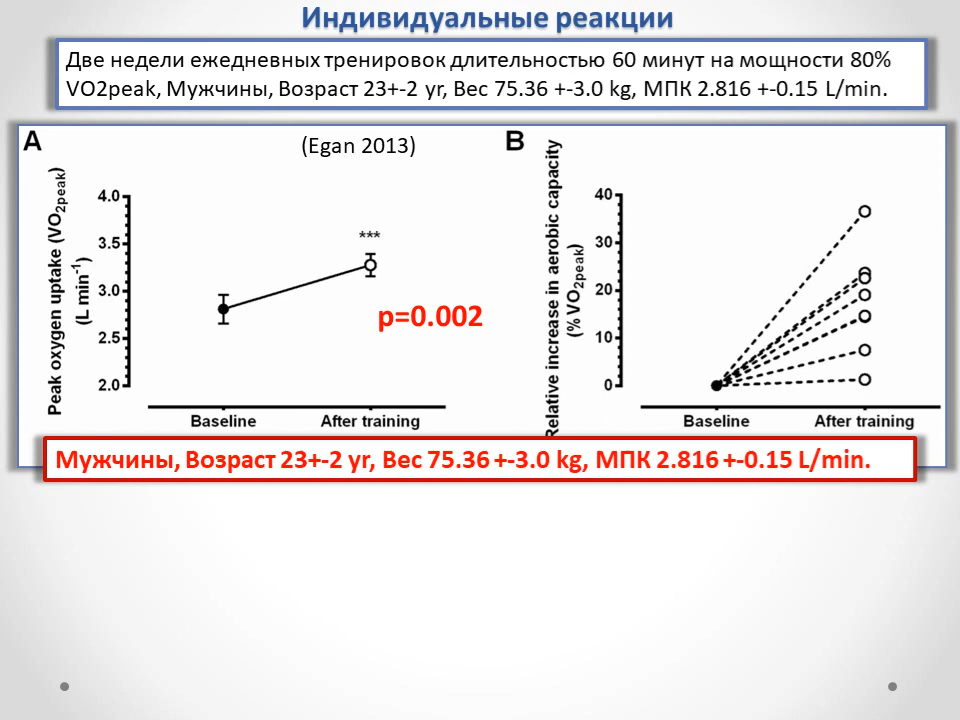 Индивидуальные реакции
Две недели ежедневных тренировок длительностью 60 минут на мощности 80%
VO2peak, Мужчины, Возраст 23+-2 yr, Вес 75.36 +-3.0 kg, МПК 2.816 +-0.15 L/min.
A
(Egan 2013)
Peak oxygen uptake (VO2peak)
(L min-1)
4.0
3.5
3.0
2.5
2.0
***
p=0.002
Baseline
After training
B
Relative increase in aerobic capacity
(% VO2peak)
40
30
20
10
0
Baseline
After training
Мужчины, Возраст 23+-2 yr, Вес 75.36 +-3.0 kg, МПК 2.816 +-0.15 L/min.